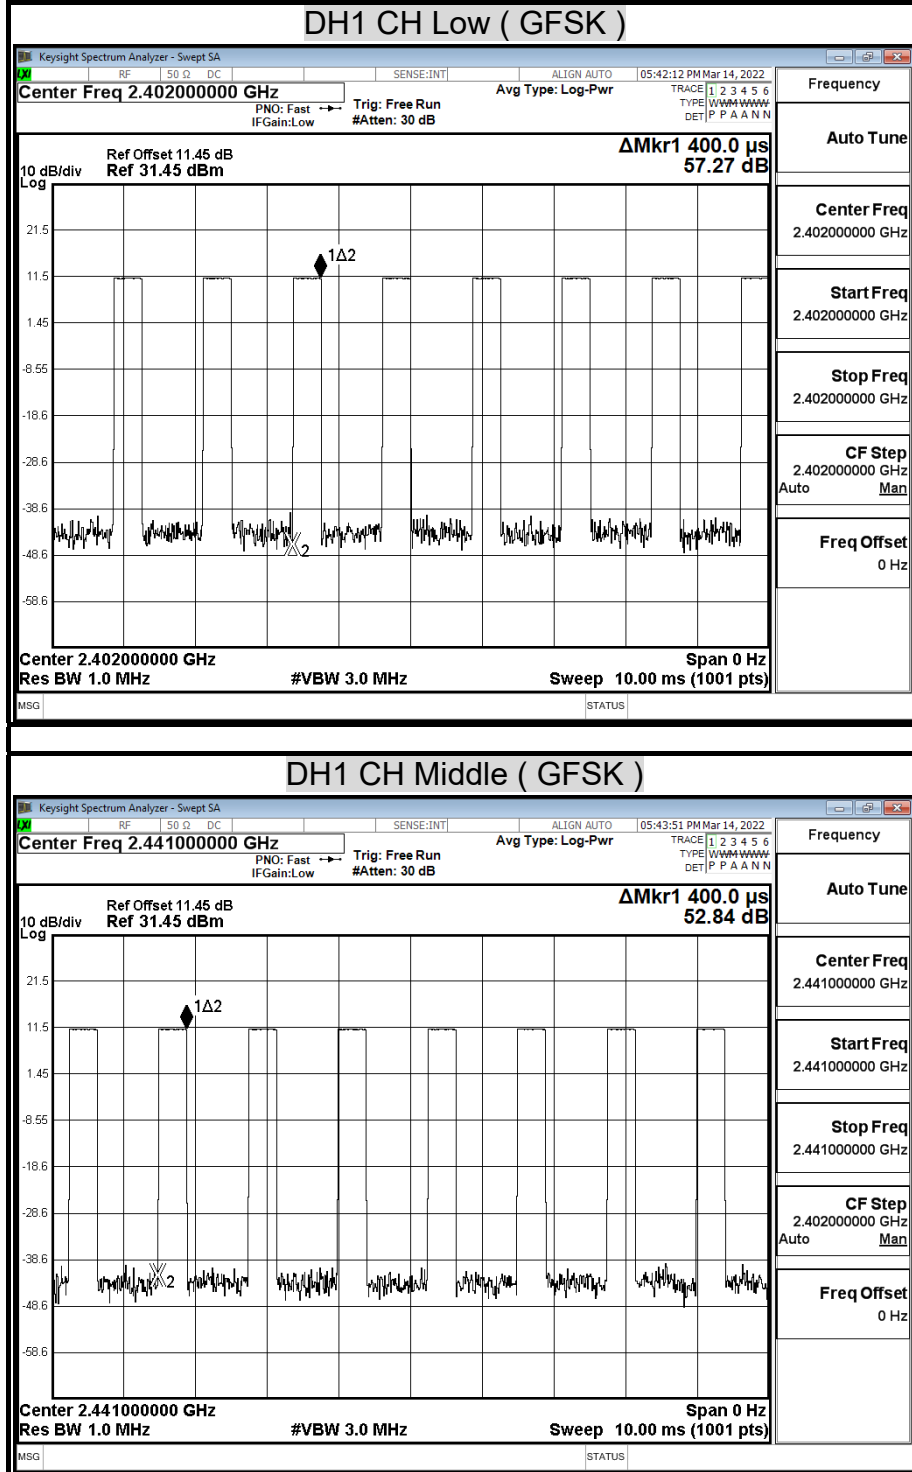 DH1 CH Low ( GFSK )
Keysight Spectrum Analyzer - Swept SA
LXI RF 50 Ω DC SENSE:INT ALIGN AUTO 05:42:12 PM Mar 14, 2022
Center Freq 2.402000000 GHz Avg Type: Log-Pwr TRACE 1 2 3 4 5 6
PNO: Fast Trig: Free Run TYPE WWMWWW
IFGain:Low #Atten: 30 dB DET P P A A N N
Frequency
ΔMkr1 400.0 µs
57.27 dB
Ref Offset 11.45 dB
10 dB/div Ref 31.45 dBm
Log
21.5
11.5
1.45
-8.55
-18.6
-28.6
-38.6
-48.6
-58.6
1Δ2
2
Center 2.402000000 GHz Span 0 Hz
Res BW 1.0 MHz #VBW 3.0 MHz Sweep 10.00 ms (1001 pts)
MSG STATUS
Auto Tune
Center Freq
2.402000000 GHz
Start Freq
2.402000000 GHz
Stop Freq
2.402000000 GHz
CF Step
2.402000000 GHz
Auto Man
Freq Offset
0 Hz
DH1 CH Middle ( GFSK )
Keysight Spectrum Analyzer - Swept SA
LXI RF 50 Ω DC SENSE:INT ALIGN AUTO 05:43:51 PM Mar 14, 2022
Center Freq 2.441000000 GHz Avg Type: Log-Pwr TRACE 1 2 3 4 5 6
PNO: Fast Trig: Free Run TYPE WWMWWW
IFGain:Low #Atten: 30 dB DET P P A A N N
Frequency
ΔMkr1 400.0 µs
52.84 dB
Ref Offset 11.45 dB
10 dB/div Ref 31.45 dBm
Log
21.5
11.5
1.45
-8.55
-18.6
-28.6
-38.6
-48.6
-58.6
1Δ2
2
Center 2.441000000 GHz Span 0 Hz
Res BW 1.0 MHz #VBW 3.0 MHz Sweep 10.00 ms (1001 pts)
MSG STATUS
Auto Tune
Center Freq
2.441000000 GHz
Start Freq
2.441000000 GHz
Stop Freq
2.441000000 GHz
CF Step
2.402000000 GHz
Auto Man
Freq Offset
0 Hz